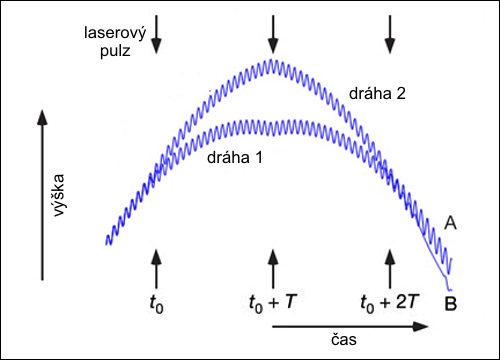 laserový
pulz
dráha 2
dráha 1
výška
A
B
t₀
t₀ + T
t₀ + 2T
čas